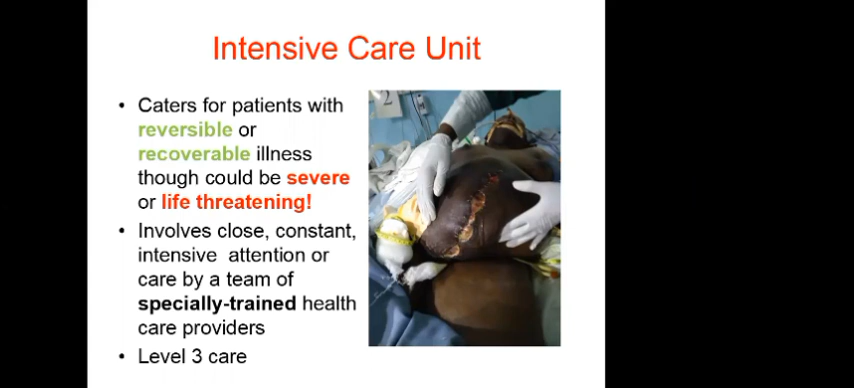 Intensive Care Unit
• Caters for patients with
reversible or
recoverable illness
though could be severe
or life threatening!
• Involves close, constant,
intensive attention or
care by a team of
specially-trained health
care providers
• Level 3 care
2